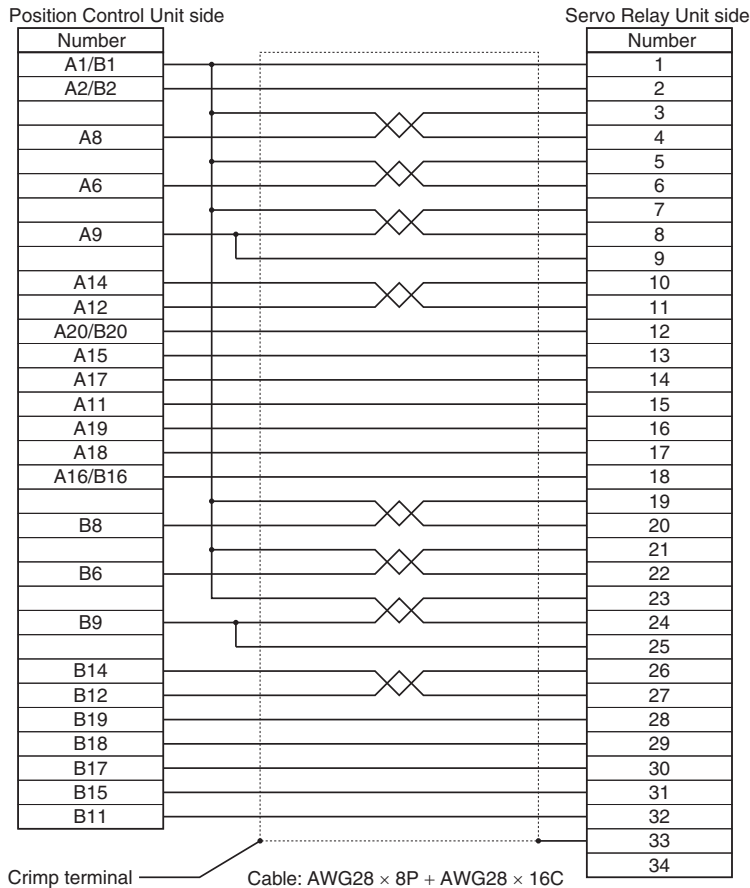 Position Control Unit side Servo Relay Unit side
Number Number
A1/B1 1
A2/B2 2
3
A8 4
5
A6 6
7
A9 8
9
A14 10
A12 11
A20/B20 12
A15 13
A17 14
A11 15
A19 16
A18 17
A16/B16 18
19
B8 20
21
B6 22
23
B9 24
25
B14 26
B12 27
B19 28
B18 29
B17 30
B15 31
B11 32
33
34
Crimp terminal Cable: AWG28 × 8P + AWG28 × 16C